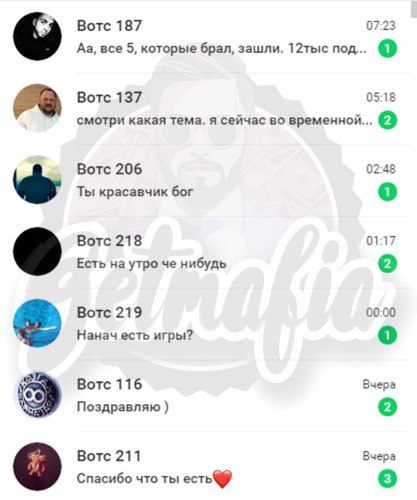 Вотс 187
07:23
Аа, все 5, которые брал, зашли. 12тыс под...
1
Вотс 137
05:18
смотри какая тема. я сейчас во временной...
2
Вотс 206
02:48
Ты красавчик бог
1
Вотс 218
01:17
Есть на утро че нибудь
2
Вотс 219
00:00
Нанач есть игры?
1
Вотс 116
Вчера
Поздравляю )
2
Вотс 211
Вчера
Спасибо что ты есть❤️
3
Betmafia